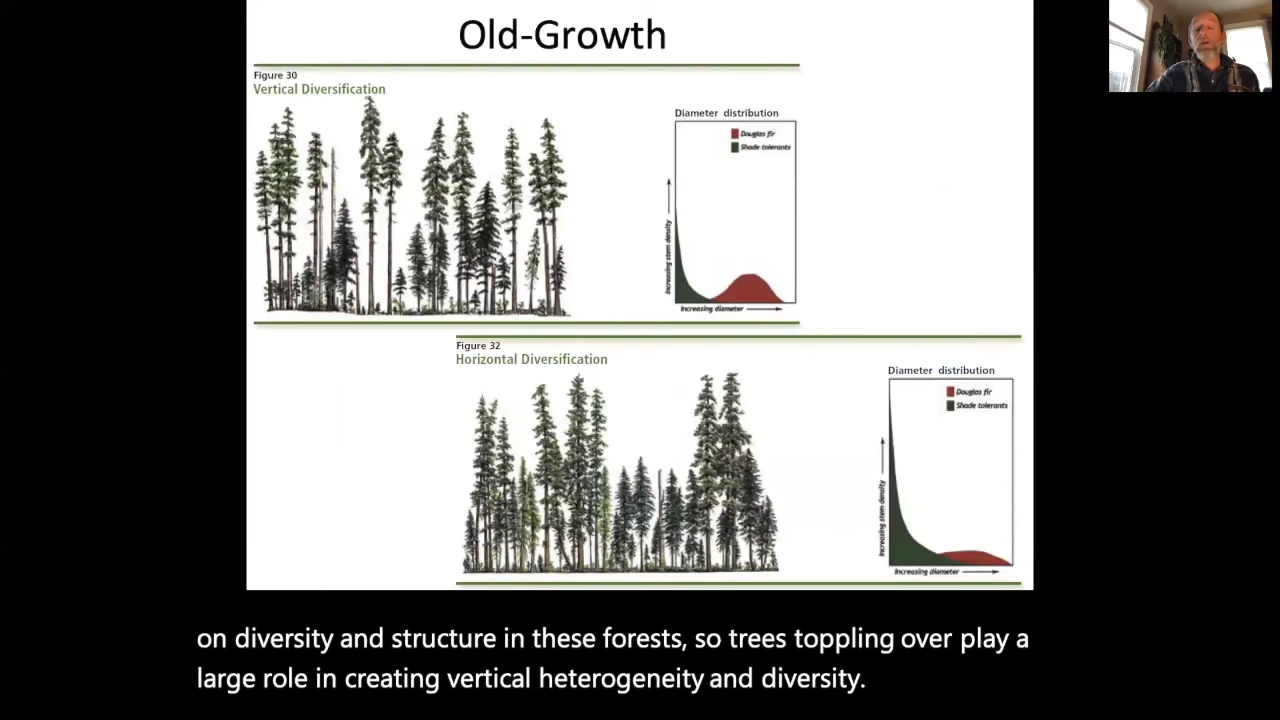 Old-Growth
Figure 30
Vertical Diversification
Diameter distribution
Douglas fir
Shade tolerants
Increasing stem density
Increasing diameter
Figure 32
Horizontal Diversification
Diameter distribution
Douglas fir
Shade tolerants
Increasing stem density
Increasing diameter
on diversity and structure in these forests, so trees toppling over play a
large role in creating vertical heterogeneity and diversity.